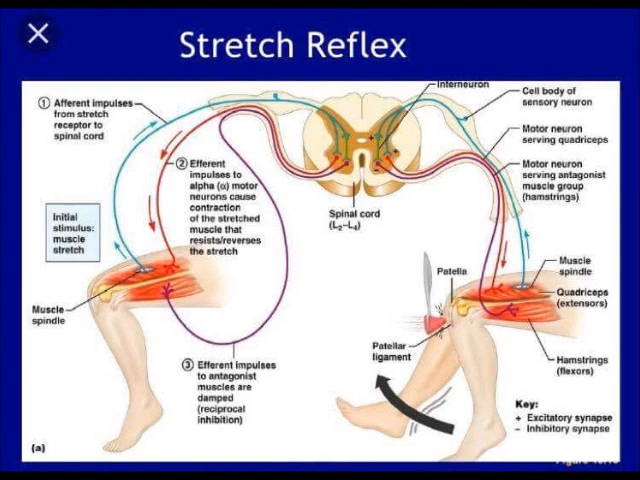 Stretch Reflex
① Afferent impulses
from stretch
receptor to
spinal cord
② Efferent
impulses to
alpha (α) motor
neurons cause
contraction
of the stretched
muscle that
resists/reverses
the stretch
Initial
stimulus:
muscle
stretch
Muscle
spindle
③ Efferent impulses
to antagonist
muscles are
damped
(reciprocal
inhibition)
(a)
Spinal cord
(L₂–L₄)
Interneuron
Cell body of
sensory neuron
Motor neuron
serving quadriceps
Motor neuron
serving antagonist
muscle group
(hamstrings)
Patella
Muscle
spindle
Quadriceps
(extensors)
Patellar
ligament
Hamstrings
(flexors)
Key:
+ Excitatory synapse
– Inhibitory synapse
Figure